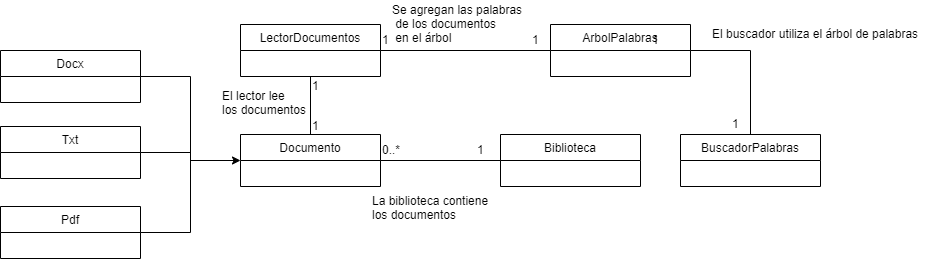 Se agregan las palabras
de los documentos
en el árbol
LectorDocumentos
1
1
ArbolPalabras
1
El buscador utiliza el árbol de palabras
Docx
El lector lee
los documentos
1
1
Txt
Documento
0..*
1
Biblioteca
1
BuscadorPalabras
La biblioteca contiene
los documentos
Pdf